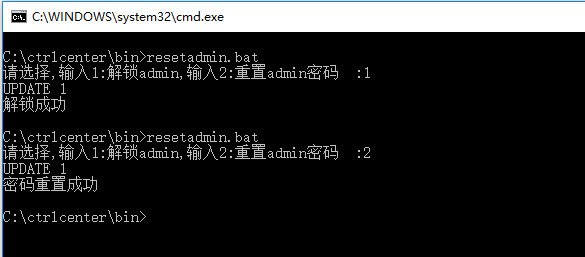 C:\WINDOWS\system32\cmd.exe
C:\ctrlcenter\bin>resetadmin.bat
请选择,输入1:解锁admin,输入2:重置admin密码  :1
UPDATE 1
解锁成功
C:\ctrlcenter\bin>resetadmin.bat
请选择,输入1:解锁admin,输入2:重置admin密码  :2
UPDATE 1
密码重置成功
C:\ctrlcenter\bin>